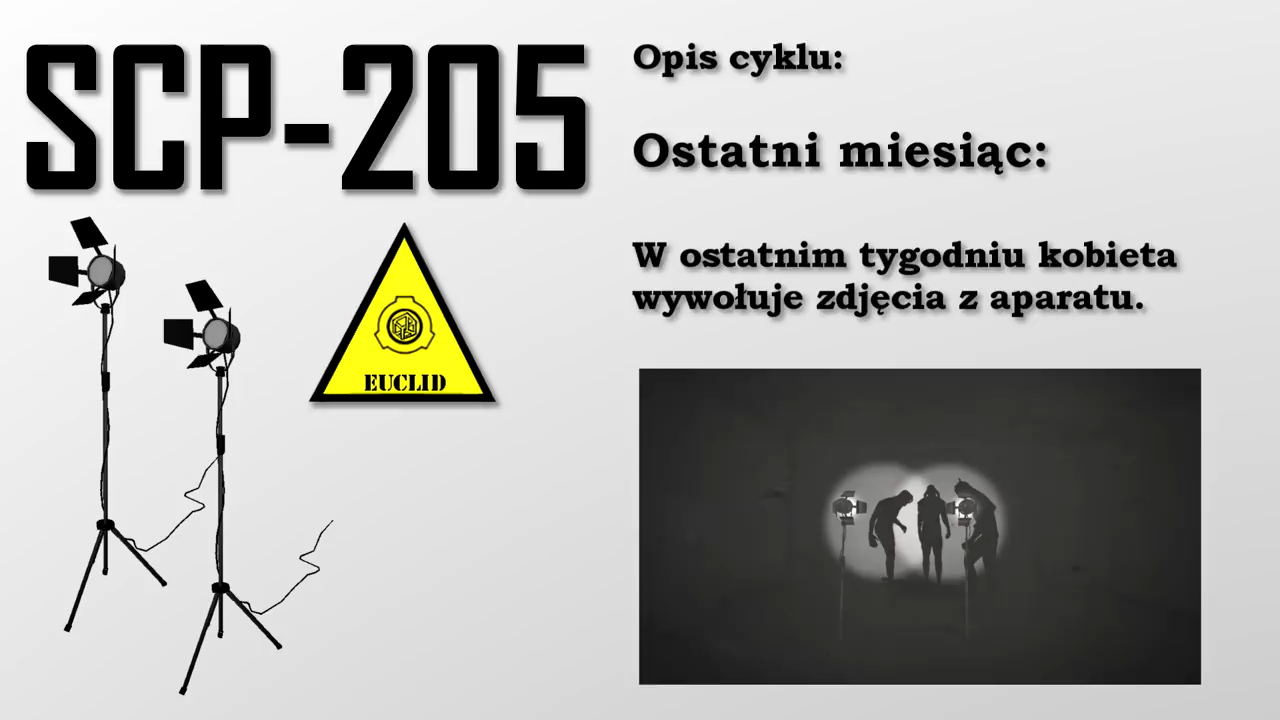 SCP-205
EUCLID
Opis cyklu:
Ostatni miesiąc:
W ostatnim tygodniu kobieta
wywołuje zdjęcia z aparatu.